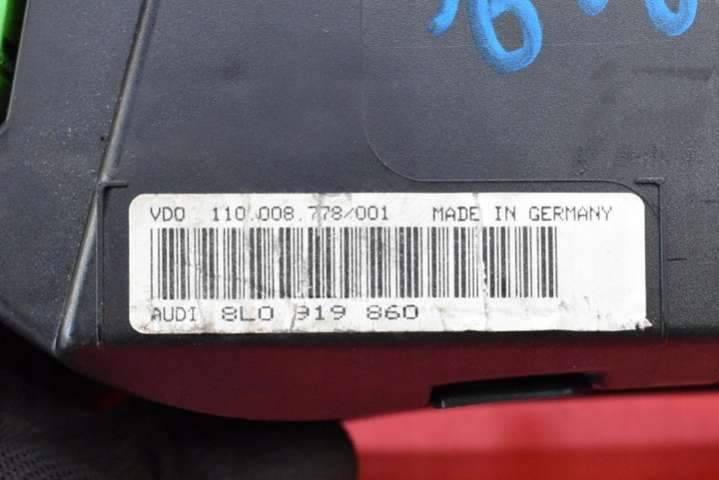 VDO 110.008.778/001 MADE IN GERMANY
AUDI 8L0 919 860